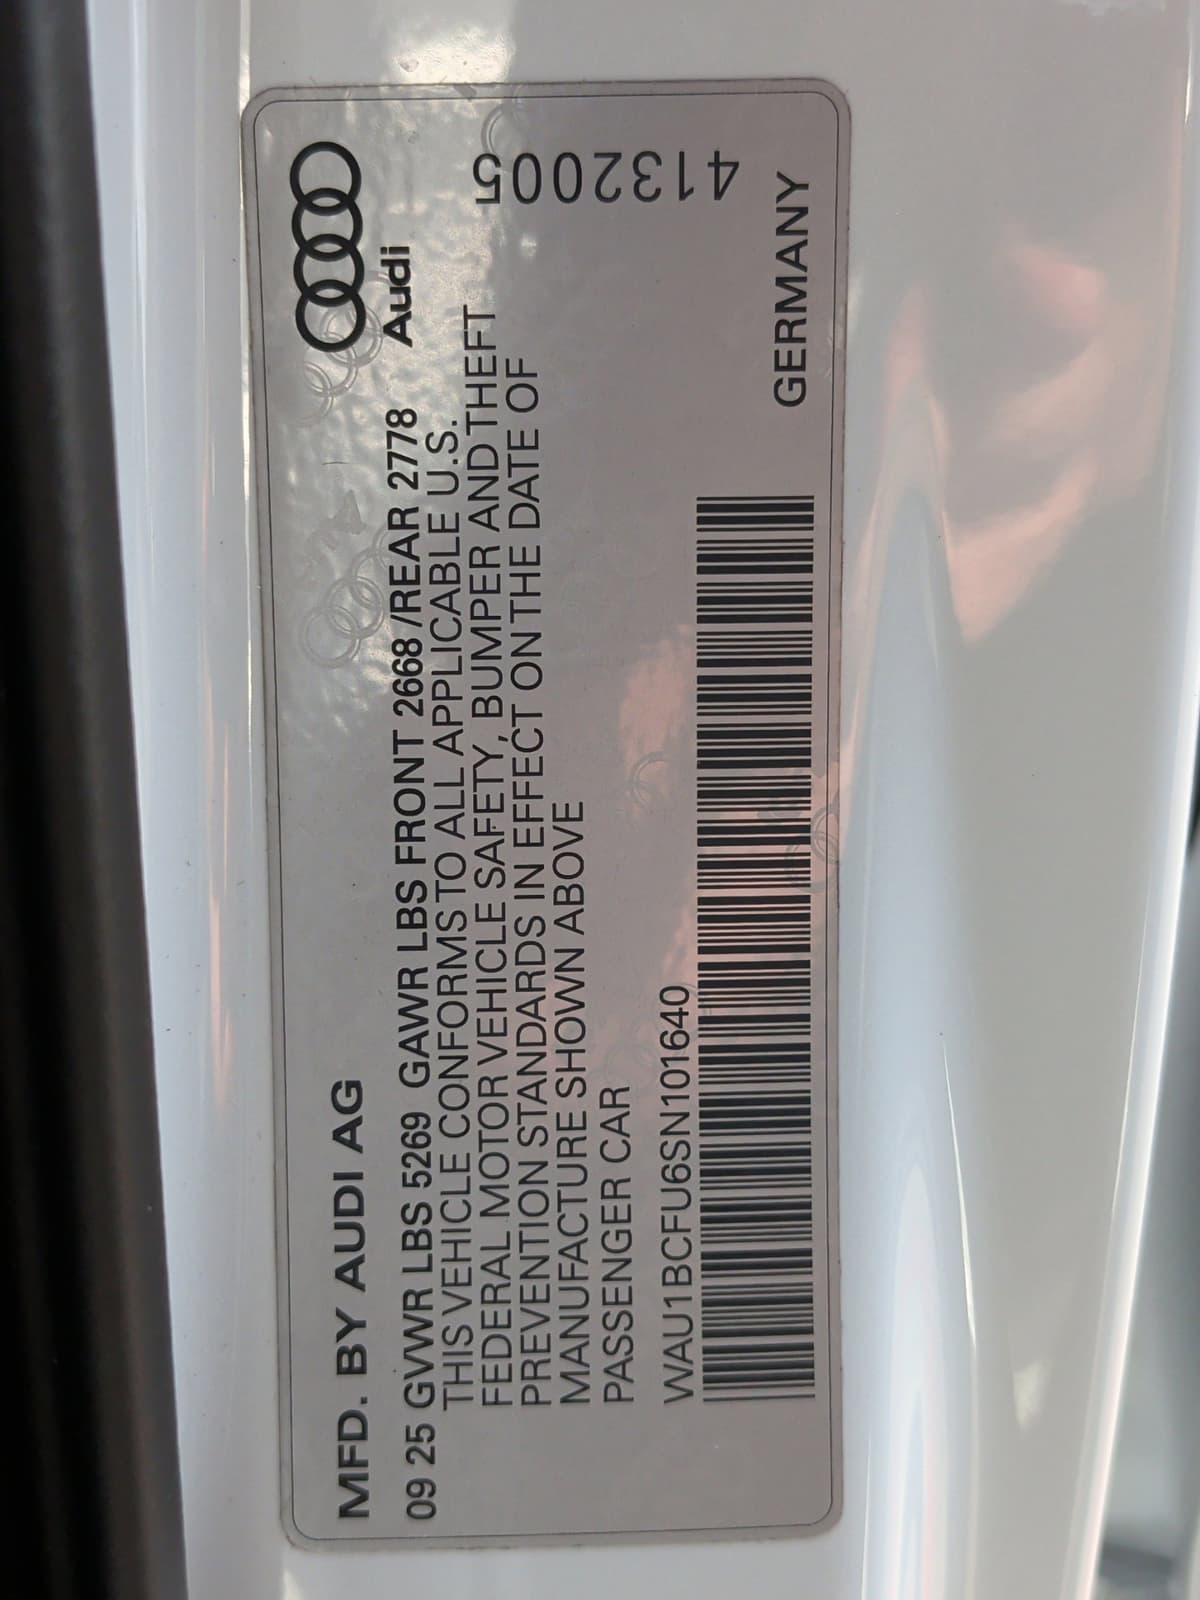 MFD. BY AUDI AG
Audi
09 25 GVWR LBS 5269 GAWR LBS FRONT 2668 /REAR 2778
THIS VEHICLE CONFORMS TO ALL APPLICABLE U.S.
FEDERAL MOTOR VEHICLE SAFETY, BUMPER AND THEFT
PREVENTION STANDARDS IN EFFECT ON THE DATE OF
MANUFACTURE SHOWN ABOVE
PASSENGER CAR
4132005
WAU1BCFU6SN101640
GERMANY